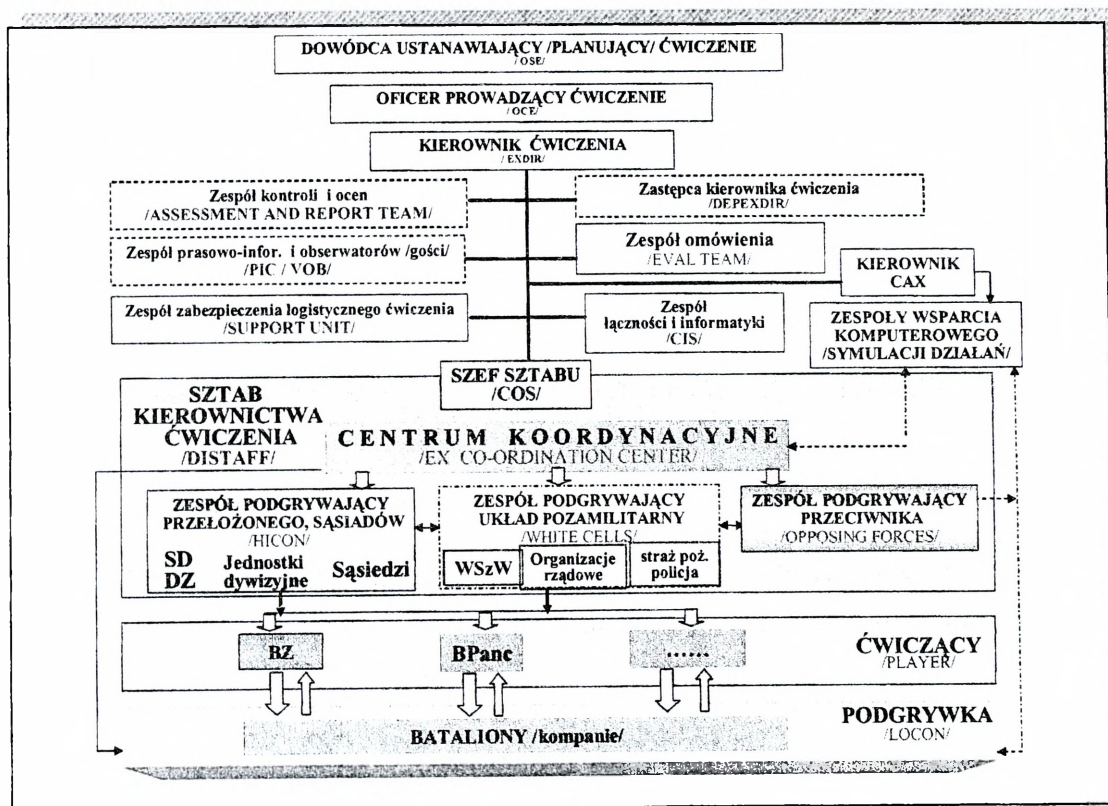 DOWÓDCA USTANAWIAJĄCY /PLANUJĄCY/ ĆWICZENIE
/OSE/
OFICER PROWADZĄCY ĆWICZENIE
/OCE/
KIEROWNIK ĆWICZENIA
/EXDIR/
Zespół kontroli i ocen
/ASSESSMENT AND REPORT TEAM/
Zastępca kierownika ćwiczenia
/DEPEXDIR/
Zespół prasowo-infor. i obserwatorów /gości/
/PIC / VOB/
Zespół omówienia
/EVAL TEAM/
KIEROWNIK
CAX
Zespół zabezpieczenia logistycznego ćwiczenia
/SUPPORT UNIT/
Zespół
łączności i informatyki
/CIS/
ZESPOŁY WSPARCIA
KOMPUTEROWEGO
/SYMULACJI DZIAŁAŃ/
SZEF SZTABU
/COS/
SZTAB
KIEROWNICTWA
ĆWICZENIA
/DISTAFF/
CENTRUM KOORDYNACYJNE
/EX CO-ORDINATION CENTER/
ZESPÓŁ PODGRYWAJĄCY
PRZEŁOŻONEGO, SĄSIADÓW
/HICON/
SD
DZ
Jednostki
dywizyjne
Sąsiedzi
ZESPÓŁ PODGRYWAJĄCY
UKŁAD POZAMILITARNY
/WHITE CELLS/
WSzW
Organizacje
rządowe
straż poż.
policja
ZESPÓŁ PODGRYWAJĄCY
PRZECIWNIKA
/OPPOSING FORCES/
BZ
BPanc
......
ĆWICZĄCY
/PLAYER/
BATALIONY /kompanie/
PODGRYWKA
/LOCON/